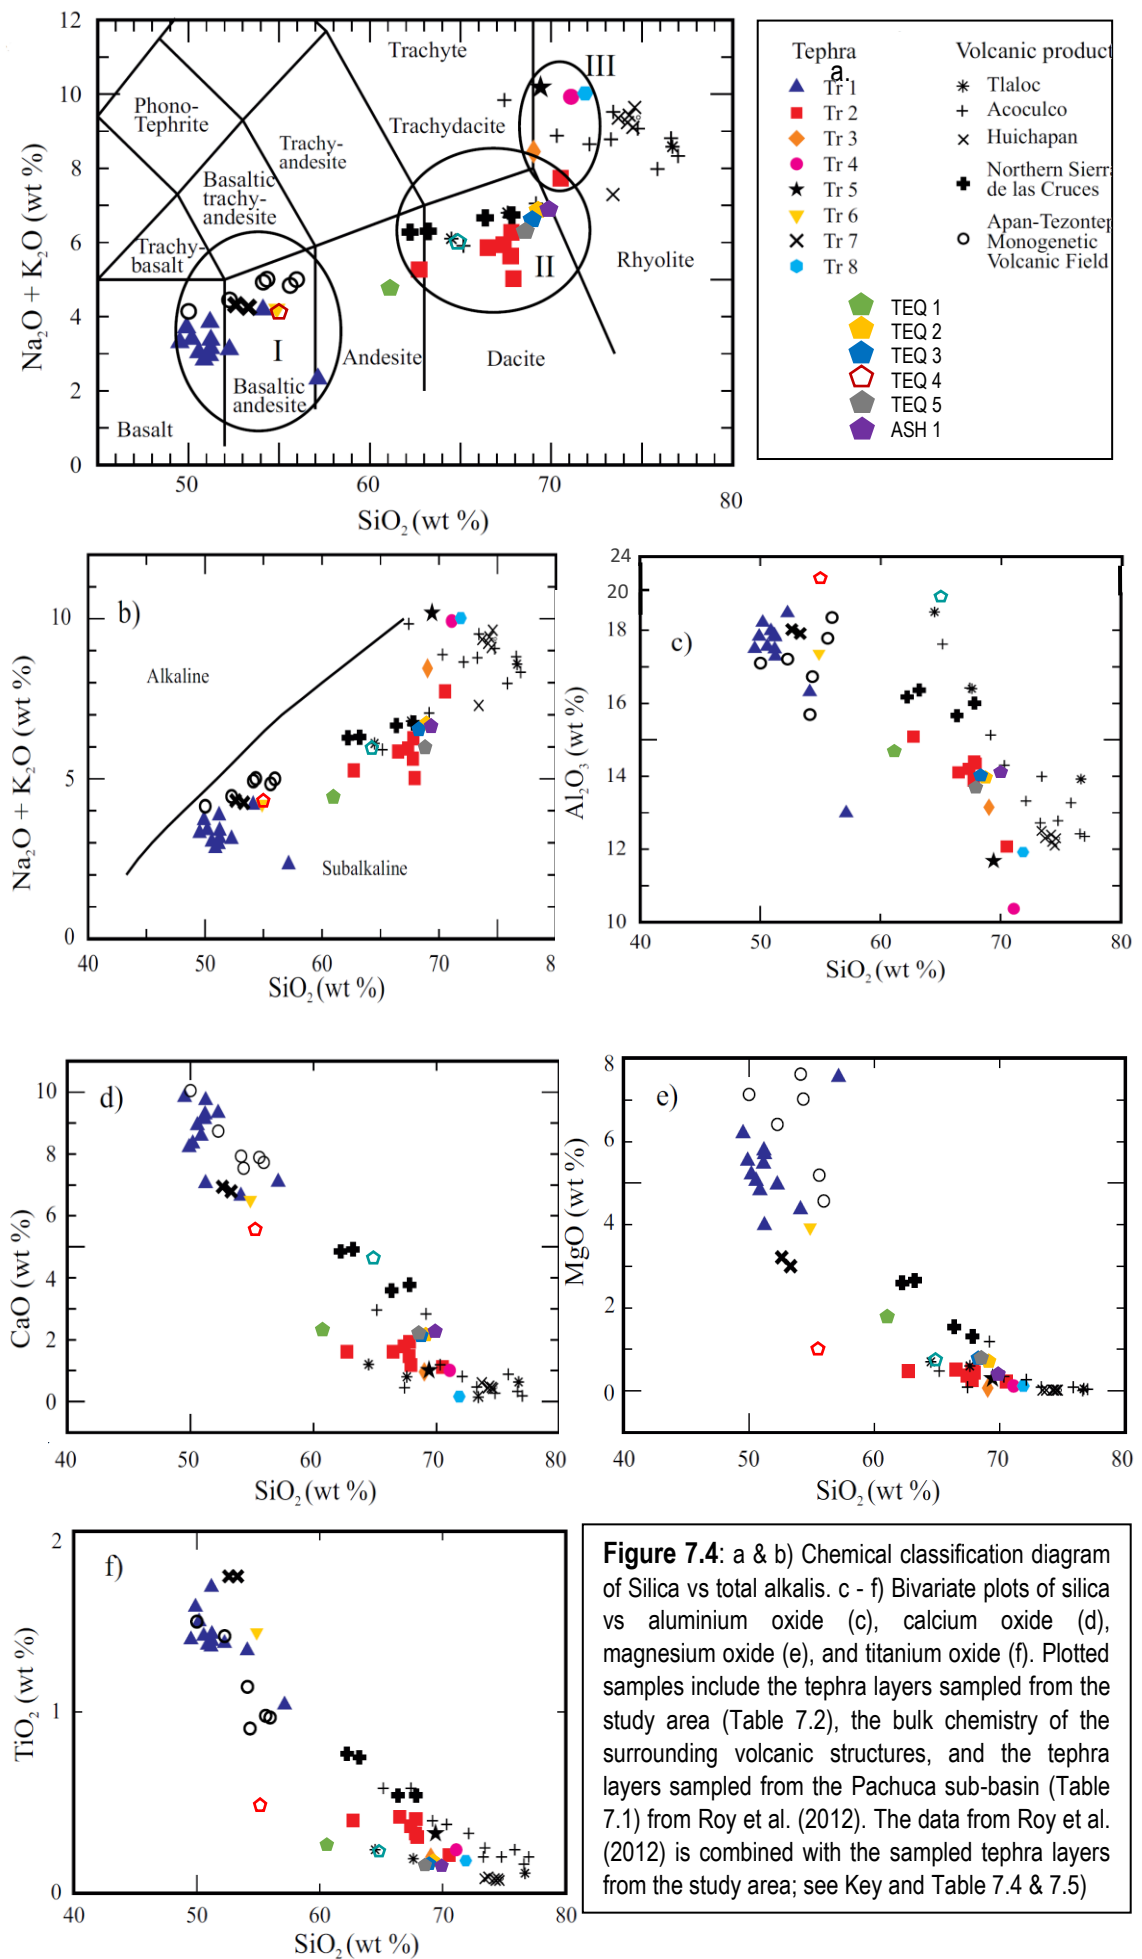 12
10
8
6
4
2
0
Na₂O + K₂O (wt %)
50
60
70
80
SiO₂ (wt %)
Trachyte
III
Phono-
Tephrite
Trachydacite
Trachy-
andesite
Basaltic
trachy-
andesite
Trachy-
basalt
II
Rhyolite
I
Andesite
Dacite
Basaltic
andesite
Basalt
Tephra
a.
Tr 1
Tr 2
Tr 3
Tr 4
Tr 5
Tr 6
Tr 7
Tr 8
Volcanic product
Tlaloc
Acoculco
Huichapan
Northern Sierra
de las Cruces
Apan-Tezontep
Monogenetic
Volcanic Field
TEQ 1
TEQ 2
TEQ 3
TEQ 4
TEQ 5
ASH 1
b)
10
5
0
Na₂O + K₂O (wt %)
Alkaline
Subalkaline
40
50
60
70
8
SiO₂ (wt %)
c)
24
20
18
16
14
12
10
Al₂O₃ (wt %)
40
50
60
70
80
SiO₂ (wt %)
d)
10
8
6
4
2
0
CaO (wt %)
40
50
60
70
80
SiO₂ (wt %)
e)
8
6
4
2
0
MgO (wt %)
40
50
60
70
80
SiO₂ (wt %)
f)
2
1
0
TiO₂ (wt %)
40
50
60
70
80
SiO₂ (wt %)
Figure 7.4: a & b) Chemical classification diagram
of Silica vs total alkalis. c - f) Bivariate plots of silica
vs aluminium oxide (c), calcium oxide (d),
magnesium oxide (e), and titanium oxide (f). Plotted
samples include the tephra layers sampled from the
study area (Table 7.2), the bulk chemistry of the
surrounding volcanic structures, and the tephra
layers sampled from the Pachuca sub-basin (Table
7.1) from Roy et al. (2012). The data from Roy et al.
(2012) is combined with the sampled tephra layers
from the study area; see Key and Table 7.4 & 7.5)